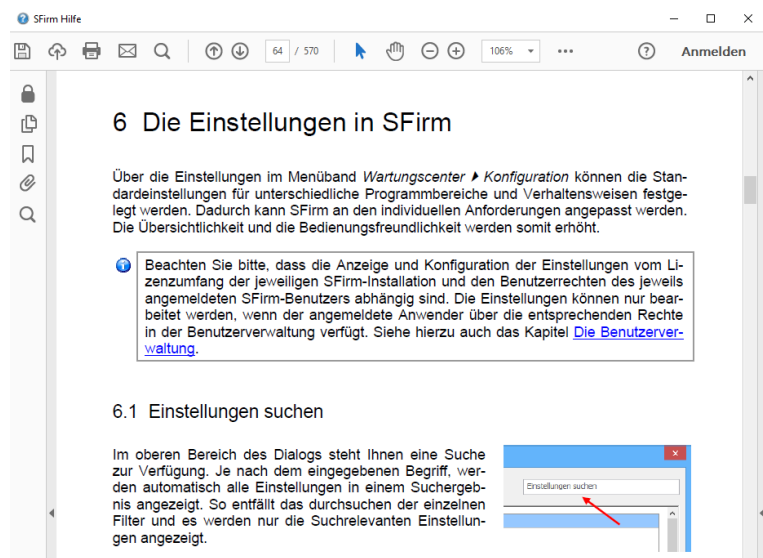 SFirm Hilfe
64 / 570
106%
Anmelden
6 Die Einstellungen in SFirm
Über die Einstellungen im Menüband Wartungscenter ▸ Konfiguration können die Stan-
dardeinstellungen für unterschiedliche Programmbereiche und Verhaltensweisen festge-
legt werden. Dadurch kann SFirm an den individuellen Anforderungen angepasst werden.
Die Übersichtlichkeit und die Bedienungsfreundlichkeit werden somit erhöht.
Beachten Sie bitte, dass die Anzeige und Konfiguration der Einstellungen vom Li-
zenzumfang der jeweiligen SFirm-Installation und den Benutzerrechten des jeweils
angemeldeten SFirm-Benutzers abhängig sind. Die Einstellungen können nur bear-
beitet werden, wenn der angemeldete Anwender über die entsprechenden Rechte
in der Benutzerverwaltung verfügt. Siehe hierzu auch das Kapitel Die Benutzerver-
waltung.
6.1 Einstellungen suchen
Im oberen Bereich des Dialogs steht Ihnen eine Suche
zur Verfügung. Je nach dem eingegebenen Begriff, wer-
den automatisch alle Einstellungen in einem Suchergeb-
nis angezeigt. So entfällt das durchsuchen der einzelnen
Filter und es werden nur die Suchrelevanten Einstellun-
gen angezeigt.
Einstellungen suchen